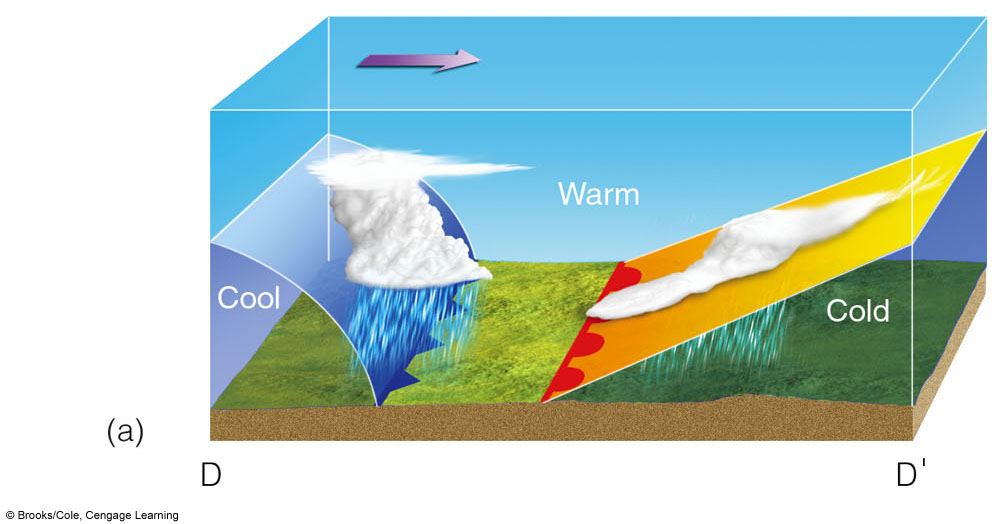 Warm
Cool
Cold
(a)
D
D'
© Brooks/Cole, Cengage Learning